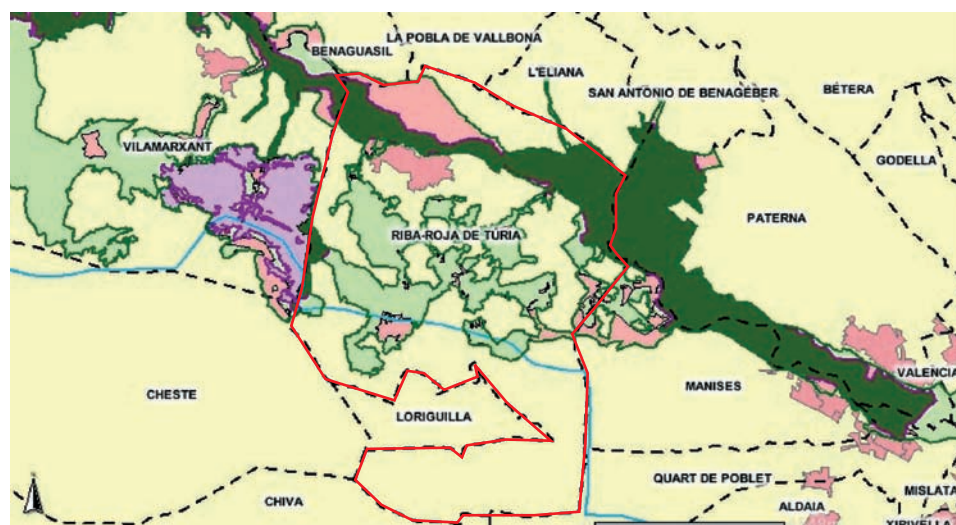 LA POBLA DE VALLBONA
BENAGUASIL
L'ELIANA
SAN ANTONIO DE BENAGEBER
BÉTERA
VILAMARXANT
GODELLA
PATERNA
RIBA-ROJA DE TÚRIA
VALENCIA
CHESTE
MANISES
LORIGUILLA
QUART DE POBLET
MISLATA
CHIVA
ALDAIA
XIRIVELLA